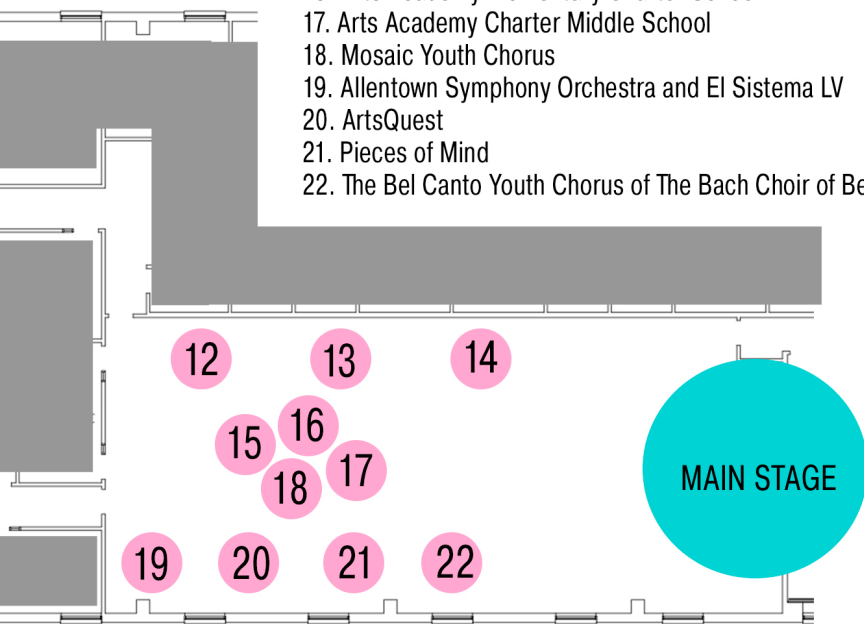 17. Arts Academy Charter Middle School
18. Mosaic Youth Chorus
19. Allentown Symphony Orchestra and El Sistema LV
20. ArtsQuest
21. Pieces of Mind
22. The Bel Canto Youth Chorus of The Bach Choir of
12
13
14
16
15
17
18
MAIN STAGE
19
20
21
22